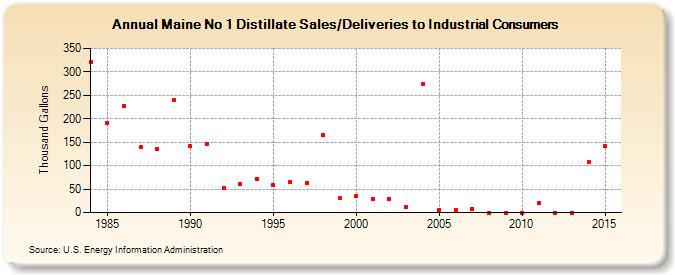 Annual Maine No 1 Distillate Sales/Deliveries to Industrial Consumers
Thousand Gallons
350
300
250
200
150
100
50
0
1985 1990 1995 2000 2005 2010 2015
Source: U.S. Energy Information Administration